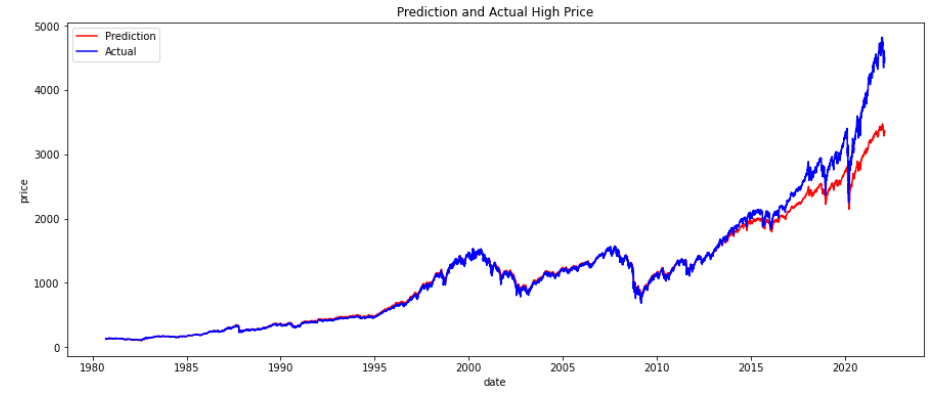 Prediction and Actual High Price
Prediction
Actual
5000
4000
3000
2000
1000
0
price
1980 1985 1990 1995 2000 2005 2010 2015 2020
date